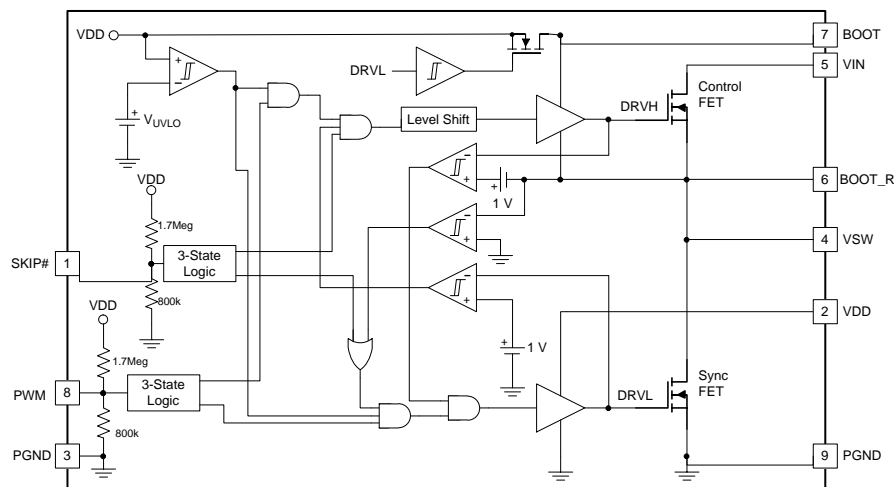 VDD
7 BOOT
5 VIN
DRVL
Control
FET
DRVH
+
-
+
VUVLO
Level Shift
-
+
+
1 V
6 BOOT_R
VDD
1.7Meg
-
+
4 VSW
SKIP#
1
3-State
Logic
-
+
800k
VDD
2 VDD
+
1 V
1.7Meg
Sync
FET
PWM
8
3-State
Logic
DRVL
800k
PGND
3
9 PGND